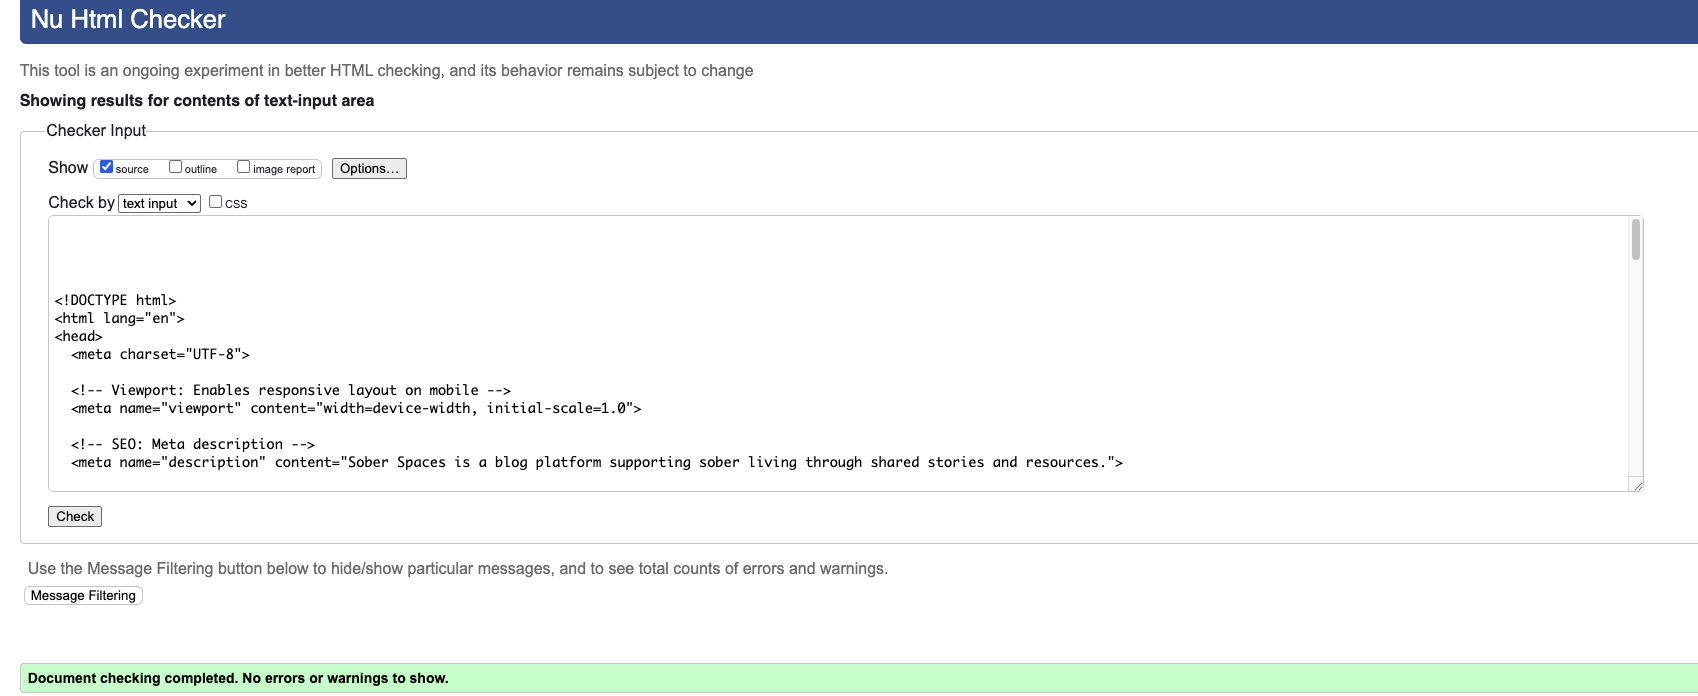 Nu Html Checker
This tool is an ongoing experiment in better HTML checking, and its behavior remains subject to change
Showing results for contents of text-input area
Checker Input
Show source outline image report Options...
Check by text input css
<!DOCTYPE html>
<html lang="en">
<head>
  <meta charset="UTF-8">
  <!-- Viewport: Enables responsive layout on mobile -->
  <meta name="viewport" content="width=device-width, initial-scale=1.0">
  <!-- SEO: Meta description -->
  <meta name="description" content="Sober Spaces is a blog platform supporting sober living through shared stories and resources.">
Check
Use the Message Filtering button below to hide/show particular messages, and to see total counts of errors and warnings.
Message Filtering
Document checking completed. No errors or warnings to show.